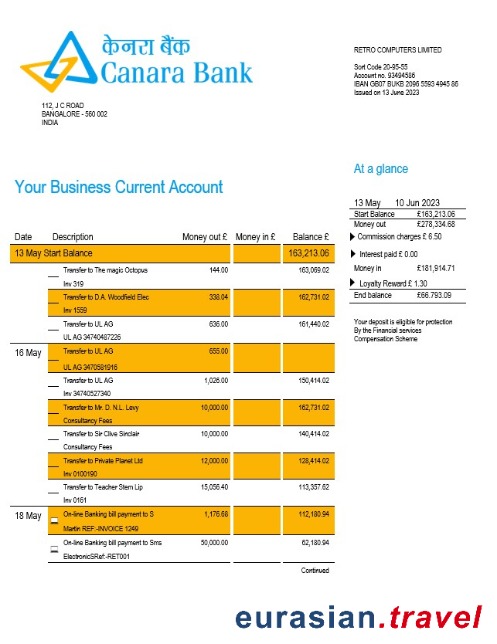 केनरा बैंक
Canara Bank
RETRO COMPUTERS LIMITED
Sort Code 20-95-55
Account no. 93494586
IBAN GB07 BUKB 2096 5593 4945 86
Issued on 13 June 2023
112, J C ROAD
BANGALORE - 560 002
INDIA
At a glance
Your Business Current Account
13 May 10 Jun 2023
Start Balance £163,213.06
Money out £278,334.68
Commission charges £ 6.50
Interest paid £ 0.00
Money in £181,914.71
Loyalty Reward £ 1.30
End balance £66.793.09
Your deposit is eligible for protection
By the Financial services
Compensation Scheme
Date Description Money out £ Money in £ Balance £
13 May Start Balance 163,213.06
Transfer to The magic Octopus 144.00 163,069.02
Inv 319
Transfer to D.A. Woodfield Elec 338.04 162,731.02
Inv 1559
Transfer to UL AG 636.00 161,440.02
UL AG 34740487226
16 May Transfer to UL AG 655.00
UL AG 3470581916
Transfer to UL AG 1,026.00 150,414.02
Inv 34740527340
Transfer to Mr. D. N.L. Levy 10,000.00 162,731.02
Consultancy Fees
Transfer to Sir Clive Sinclair 10,000.00 140,414.02
Consultancy Fees
Transfer to Private Planet Ltd 12,000.00 128,414.02
Inv 0100190
Transfer to Teacher Stem Lip 15,056.40 113,357.62
Inv 0161
18 May On-line Banking bill payment to S 1,176.68 112,180.94
Martin REF:-INVOICE 1249
On-line Banking bill payment to Sms 50,000.00 62,180.94
ElectronicSRef:-RET001
Continued
eurasian.travel